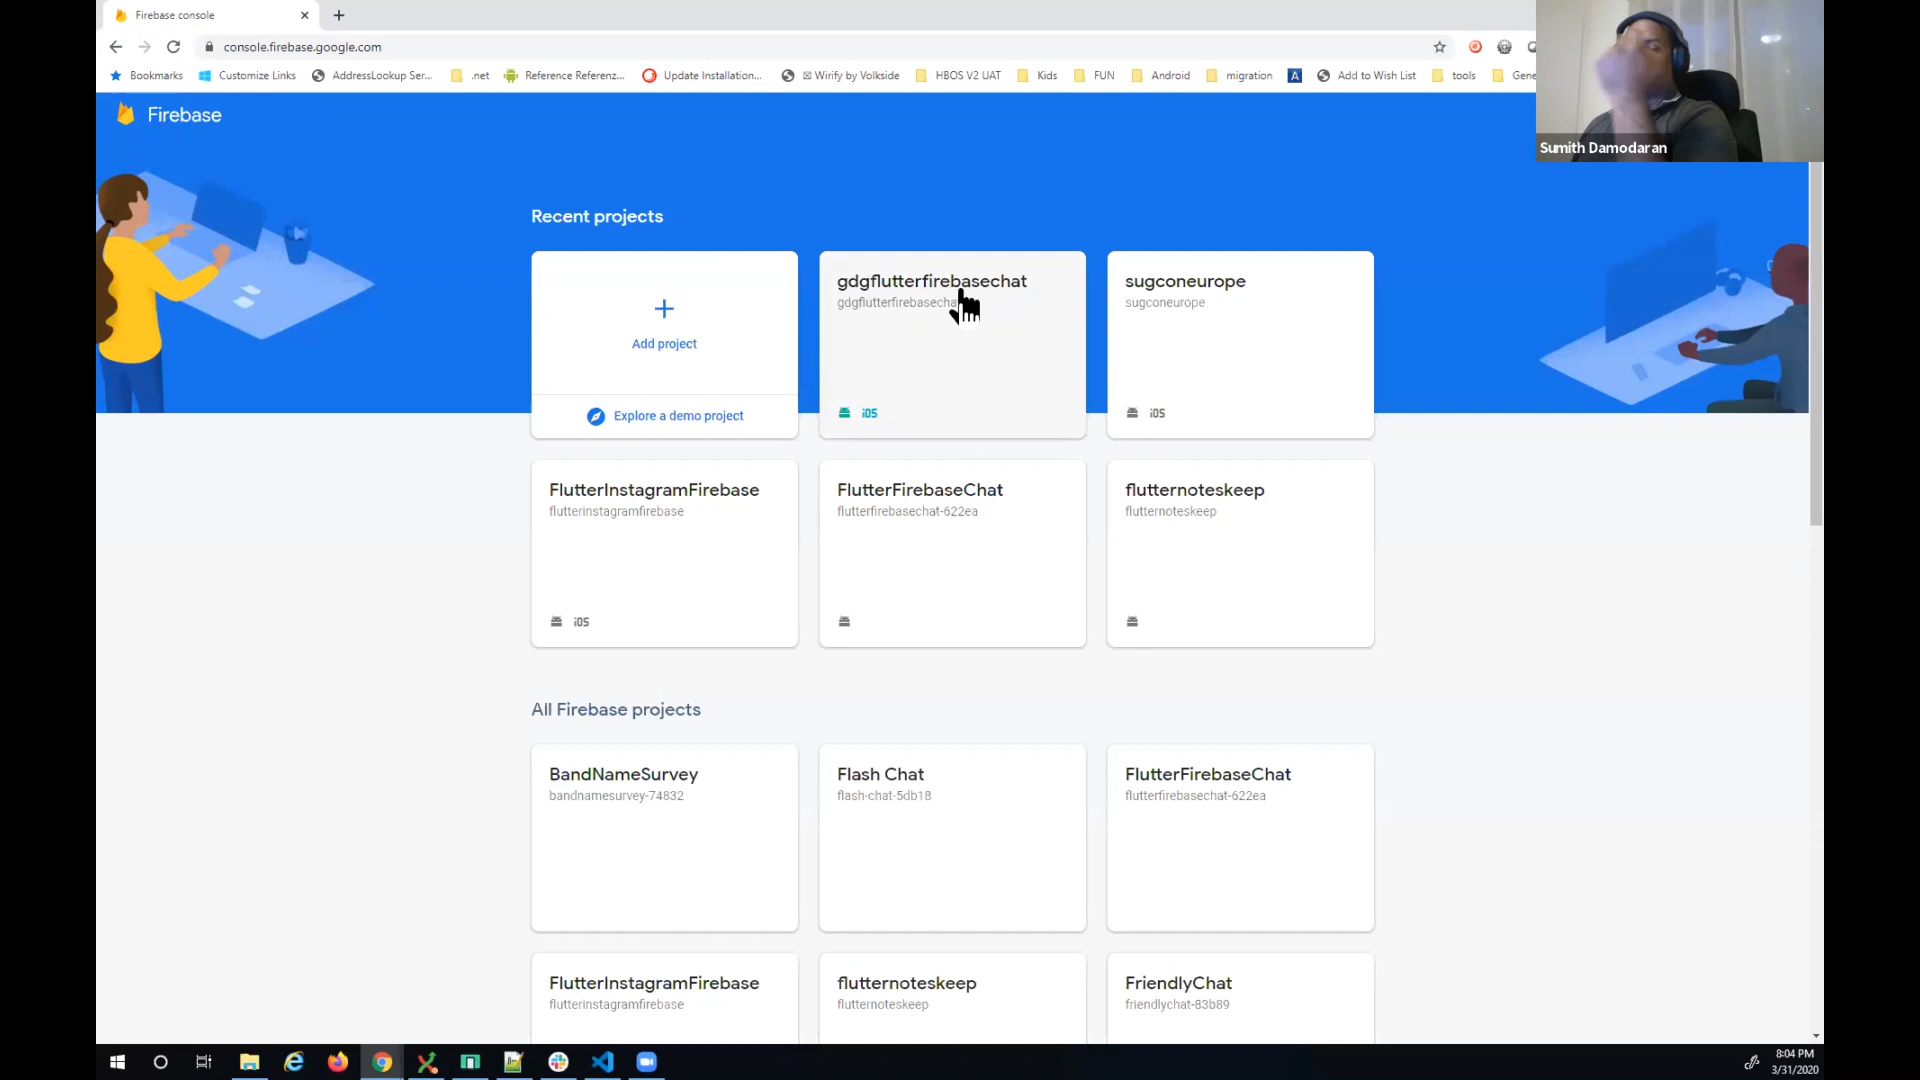 Firebase console
console.firebase.google.com
Bookmarks
Customize Links
AddressLookup Ser...
.net
Reference Referenz...
Update Installation...
Wirify by Volkside
HBOS V2 UAT
Kids
FUN
Android
migration
A
Add to Wish List
tools
Gene
Firebase
Sumith Damodaran
Recent projects
Add project
Explore a demo project
gdgflutterfirebasechat
gdgflutterfirebasecha
iOS
sugconeurope
sugconeurope
iOS
FlutterInstagramFirebase
flutterinstagramfirebase
iOS
FlutterFirebaseChat
flutterfirebasechat-622ea
flutternoteskeep
flutternoteskeep
All Firebase projects
BandNameSurvey
bandnamesurvey-74832
Flash Chat
flash-chat-5db18
FlutterFirebaseChat
flutterfirebasechat-622ea
FlutterInstagramFirebase
flutterinstagramfirebase
flutternoteskeep
flutternoteskeep
FriendlyChat
friendlychat-83b89
8:04 PM
3/31/2020